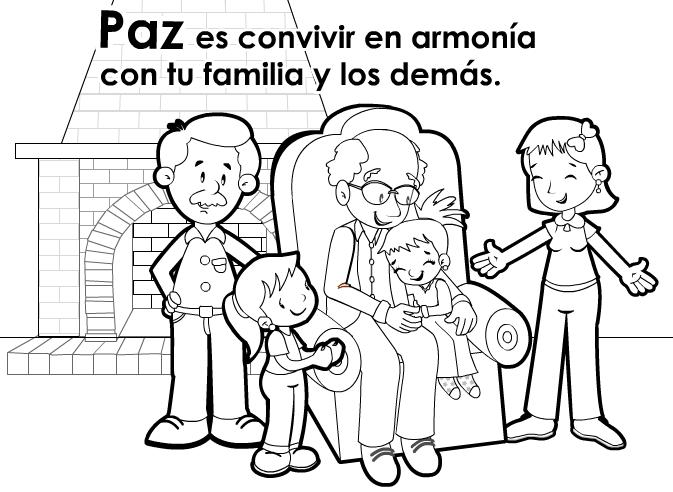 Paz es convivir en armonía
con tu familia y los demás.